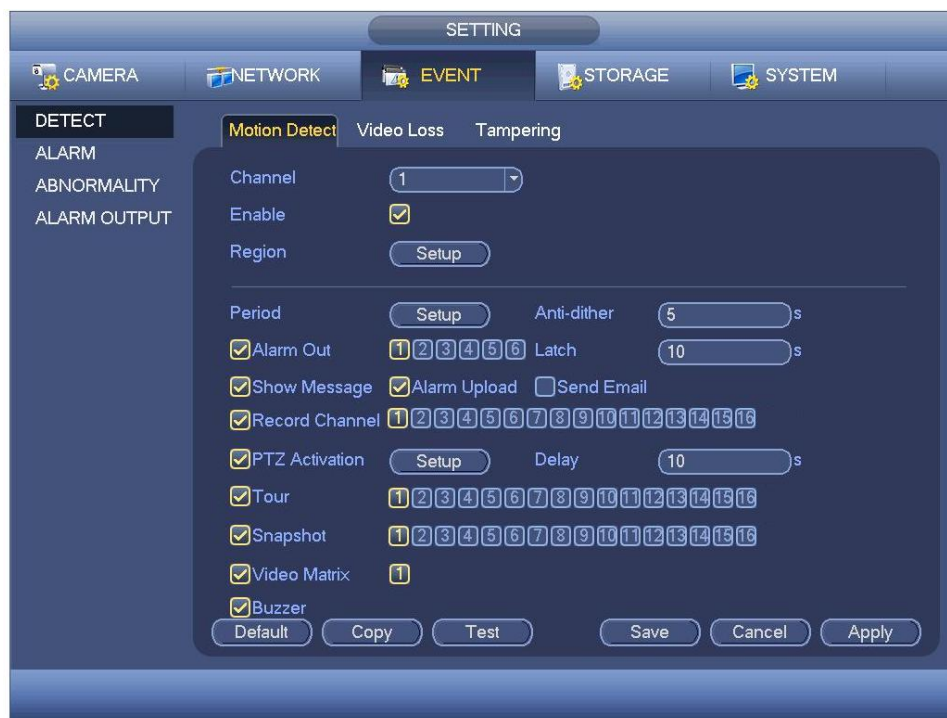 SETTING
CAMERA NETWORK EVENT STORAGE SYSTEM
DETECT
ALARM
ABNORMALITY
ALARM OUTPUT
Motion Detect Video Loss Tampering
Channel 1
Enable
Region Setup
Period Setup Anti-dither 5 s
Alarm Out 1 2 3 4 5 6 Latch 10 s
Show Message Alarm Upload Send Email
Record Channel 1 2 3 4 5 6 7 8 9 10 11 12 13 14 15 16
PTZ Activation Setup Delay 10 s
Tour 1 2 3 4 5 6 7 8 9 10 11 12 13 14 15 16
Snapshot 1 2 3 4 5 6 7 8 9 10 11 12 13 14 15 16
Video Matrix 1
Buzzer
Default Copy Test Save Cancel Apply